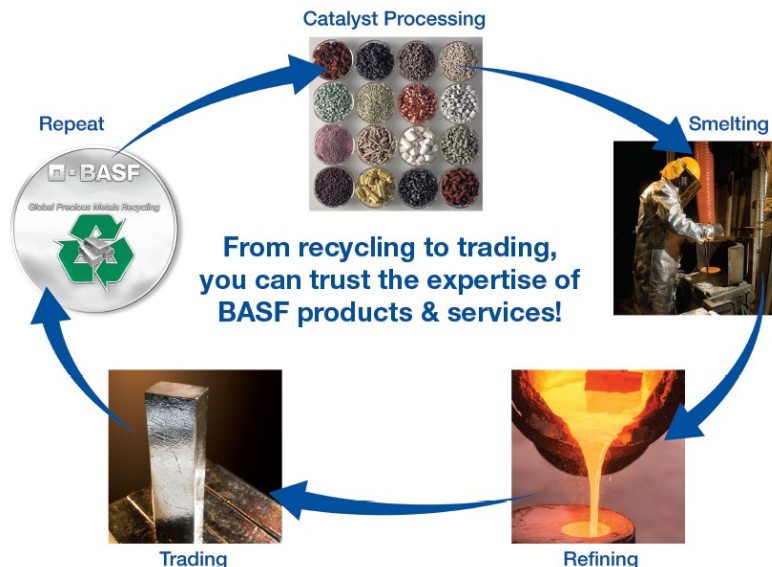 Catalyst Processing
Repeat
Smelting
BASF
Global Precious Metals Recycling
From recycling to trading,
you can trust the expertise of
BASF products & services!
Trading
Refining